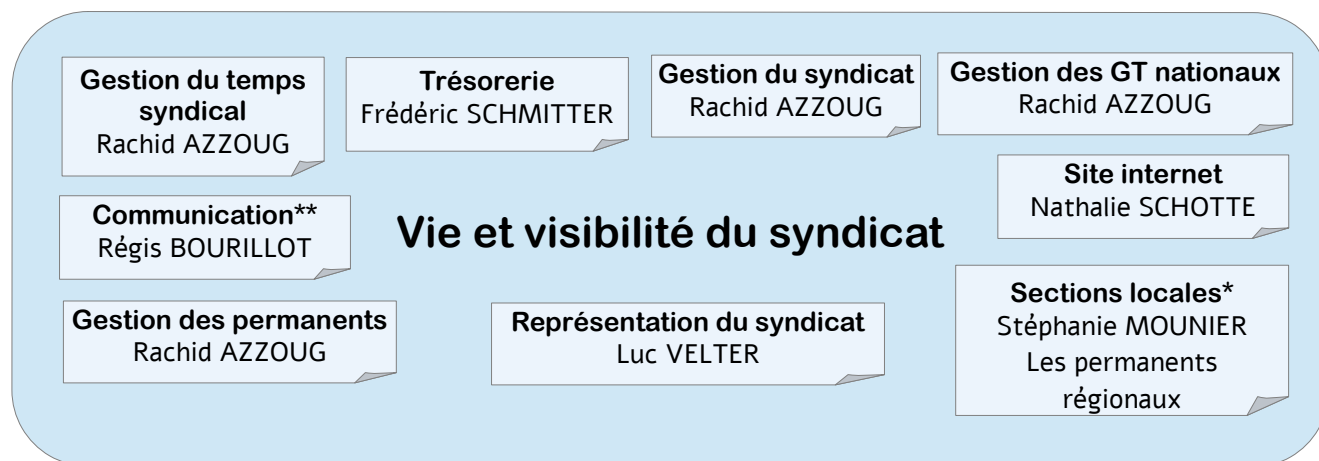 Gestion du temps
syndical
Rachid AZZOUG
Trésorerie
Frédéric SCHMITTER
Gestion du syndicat
Rachid AZZOUG
Gestion des GT nationaux
Rachid AZZOUG
Site internet
Nathalie SCHOTTE
Communication**
Régis BOURILLOT
Vie et visibilité du syndicat
Sections locales*
Stéphanie MOUNIER
Les permanents
régionaux
Gestion des permanents
Rachid AZZOUG
Représentation du syndicat
Luc VELTER